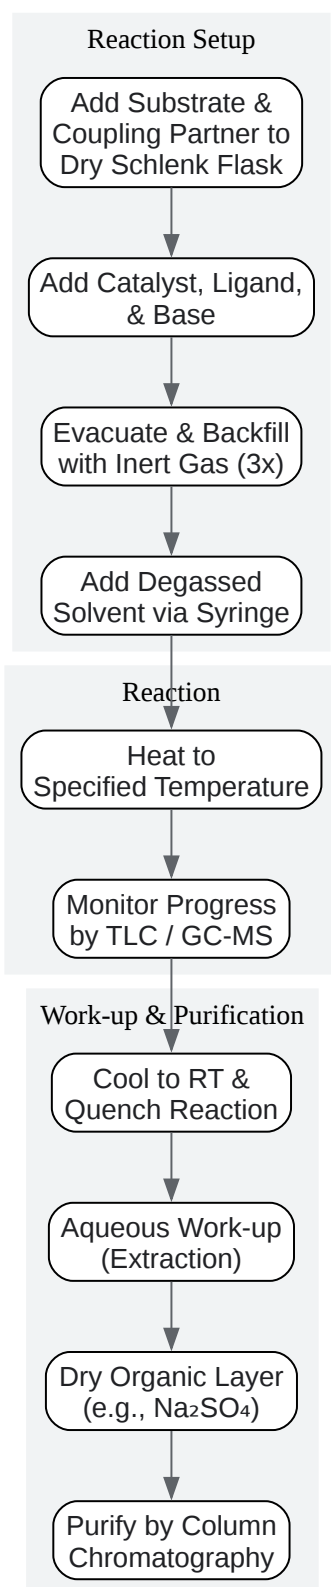 Reaction Setup
Add Substrate &
Coupling Partner to
Dry Schlenk Flask
Add Catalyst, Ligand,
& Base
Evacuate & Backfill
with Inert Gas (3x)
Add Degassed
Solvent via Syringe
Reaction
Heat to
Specified Temperature
Monitor Progress
by TLC / GC-MS
Work-up & Purification
Cool to RT &
Quench Reaction
Aqueous Work-up
(Extraction)
Dry Organic Layer
(e.g., Na₂SO₄)
Purify by Column
Chromatography